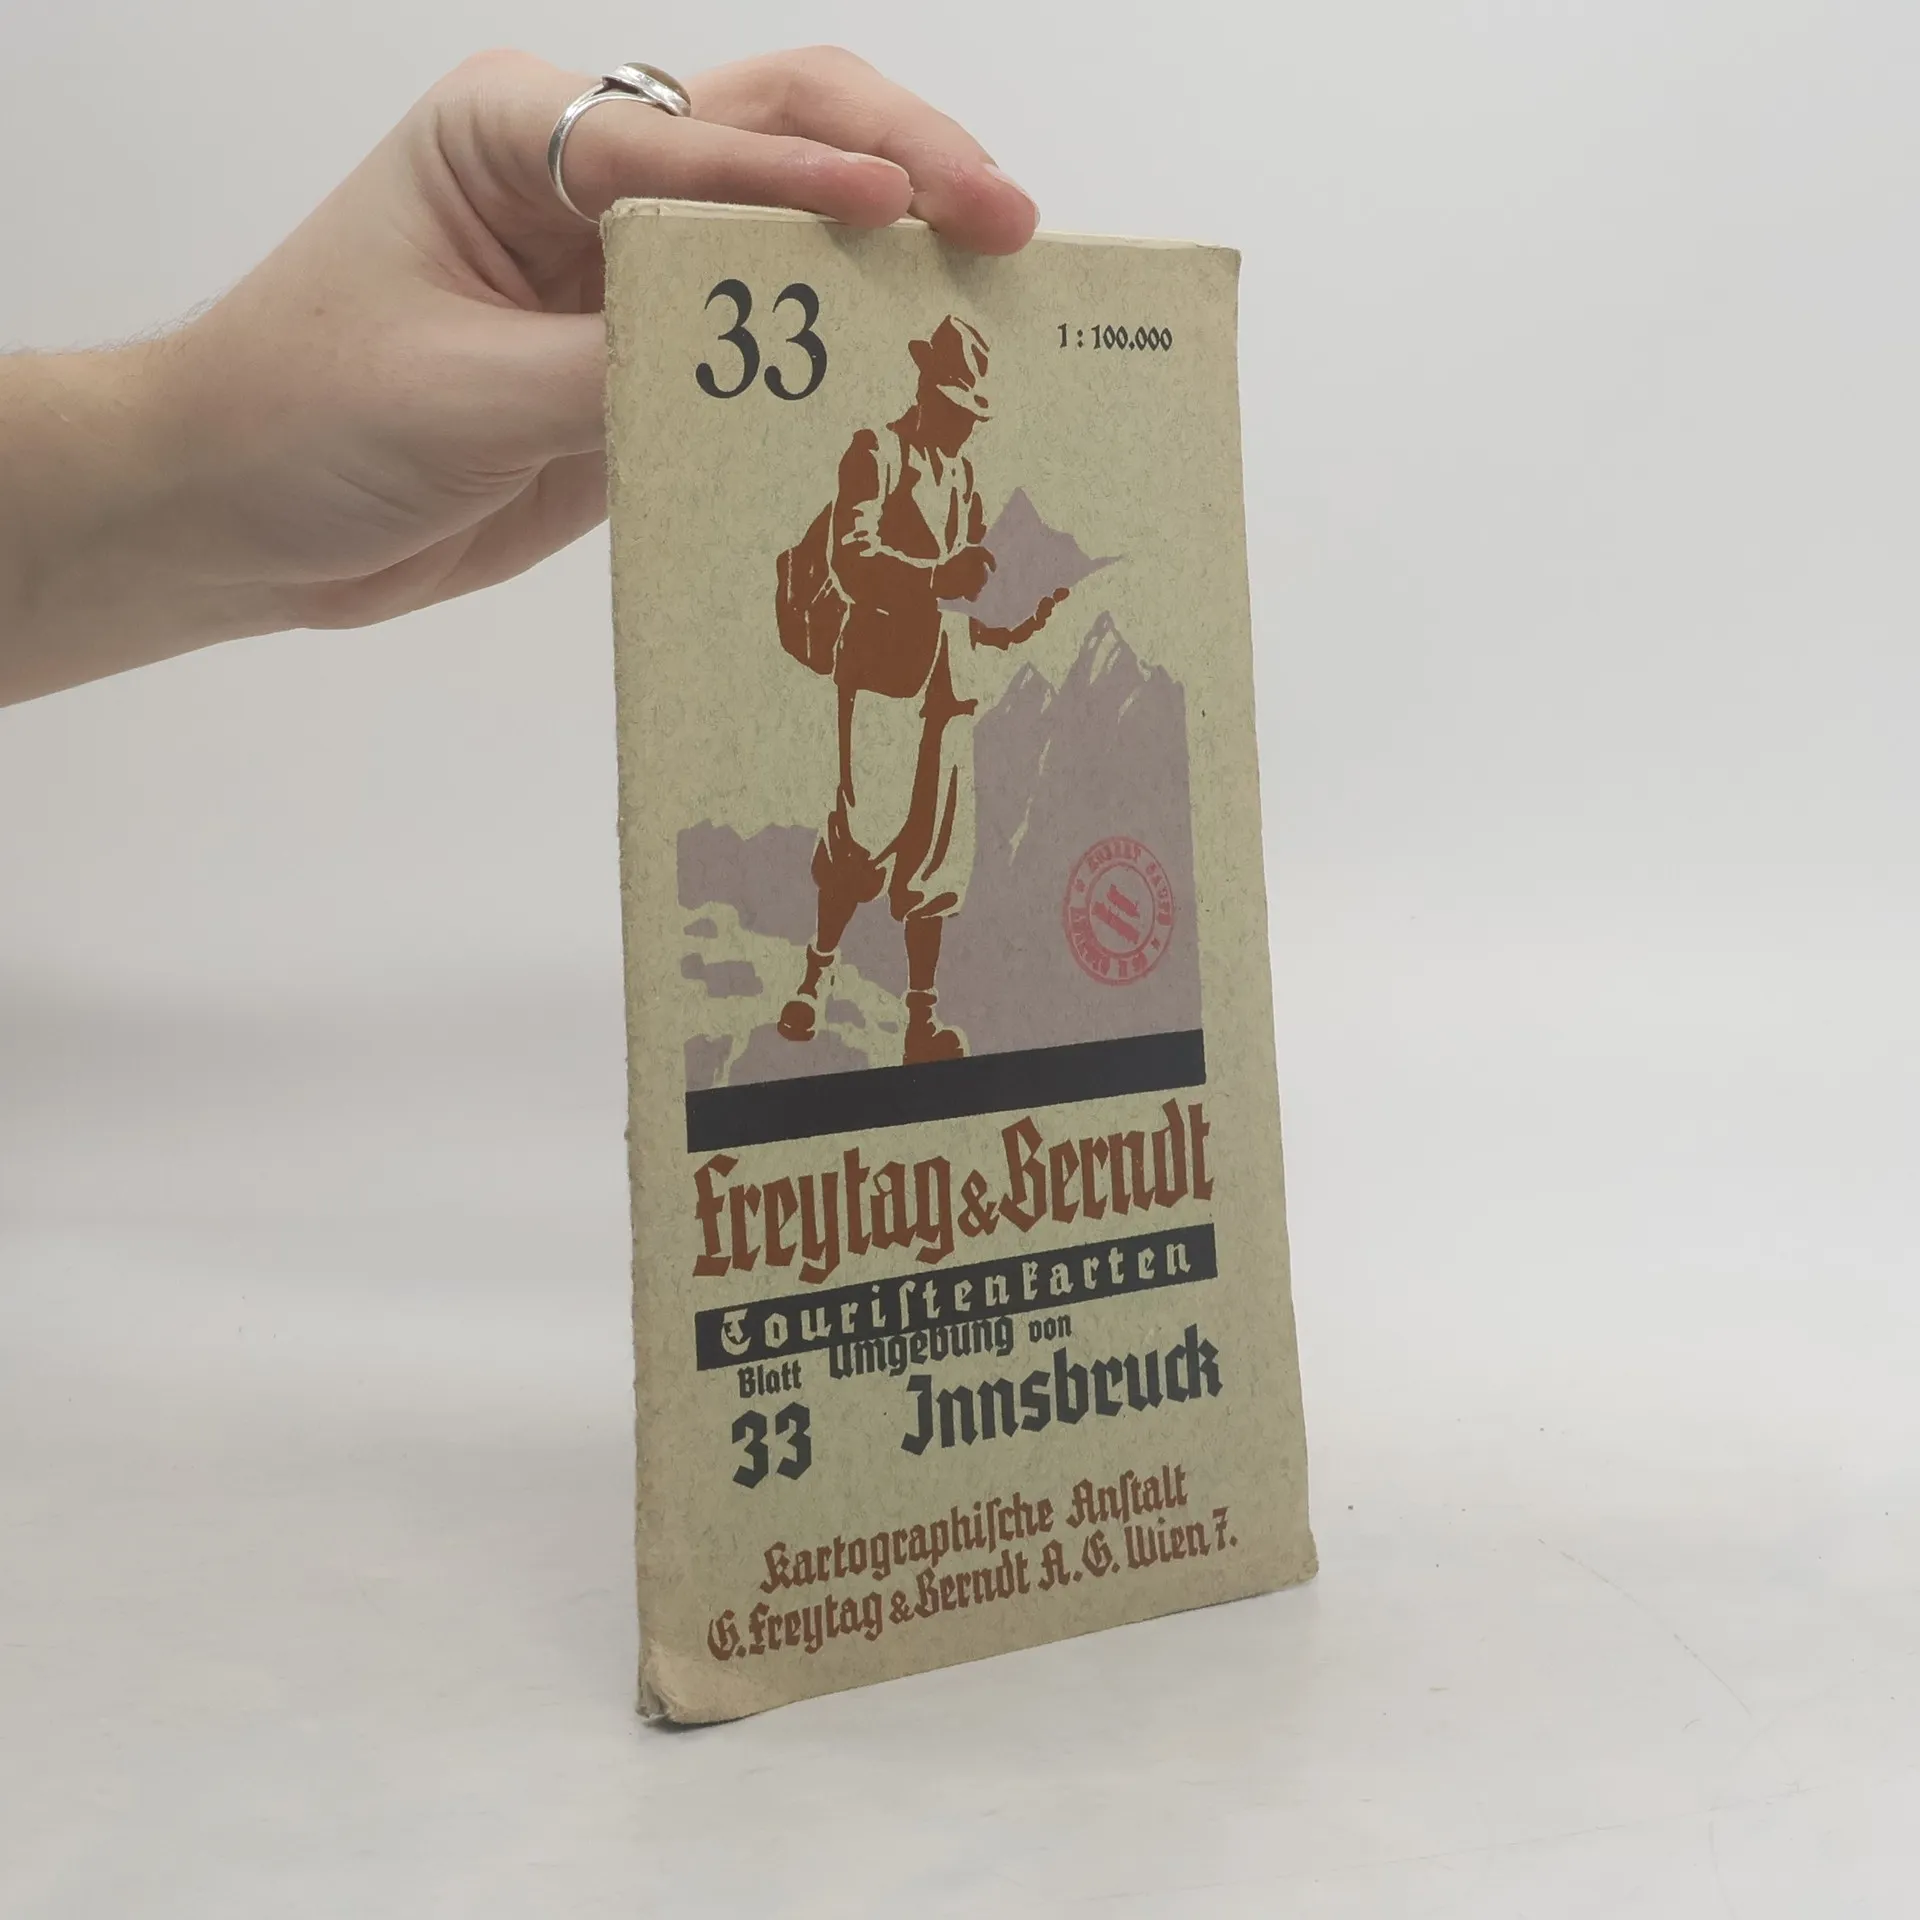 33
1 : 100.000
Freytag & Berndt
Touriſtenkarten
Blatt Umgebung von
33 Innsbruck
Kartographiſche Anſtalt
G. Freytag & Berndt A. G. Wien 7.